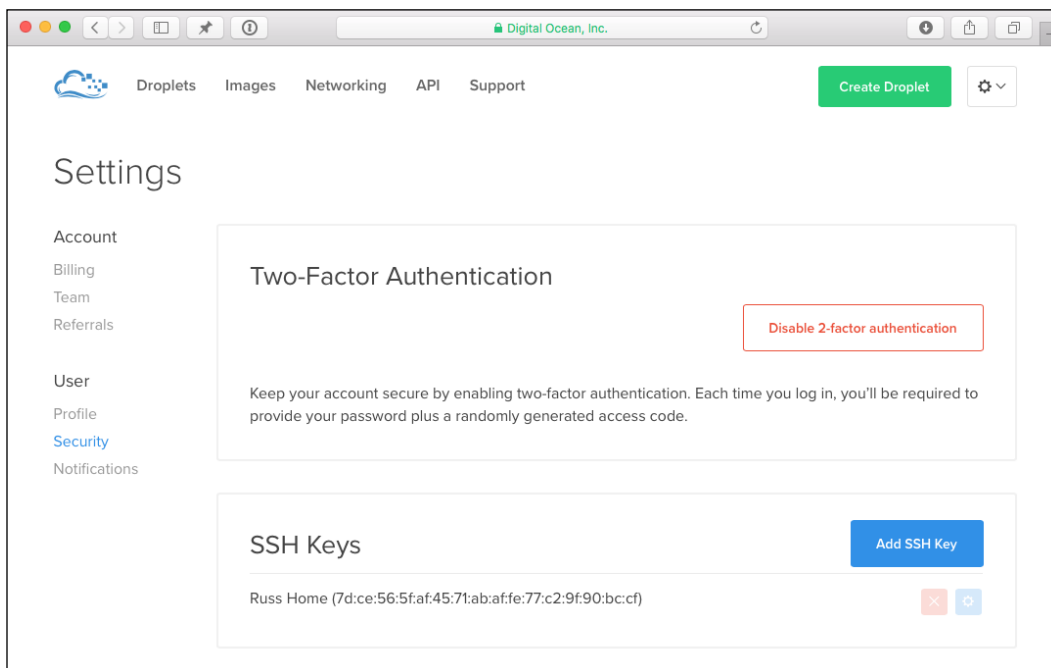 Digital Ocean, Inc.
Droplets Images Networking API Support Create Droplet
Settings
Account
Billing
Team
Referrals
User
Profile
Security
Notifications
Two-Factor Authentication
Disable 2-factor authentication
Keep your account secure by enabling two-factor authentication. Each time you log in, you'll be required to
provide your password plus a randomly generated access code.
SSH Keys
Add SSH Key
Russ Home (7d:ce:56:5f:af:45:71:ab:af:fe:77:c2:9f:90:bc:cf)